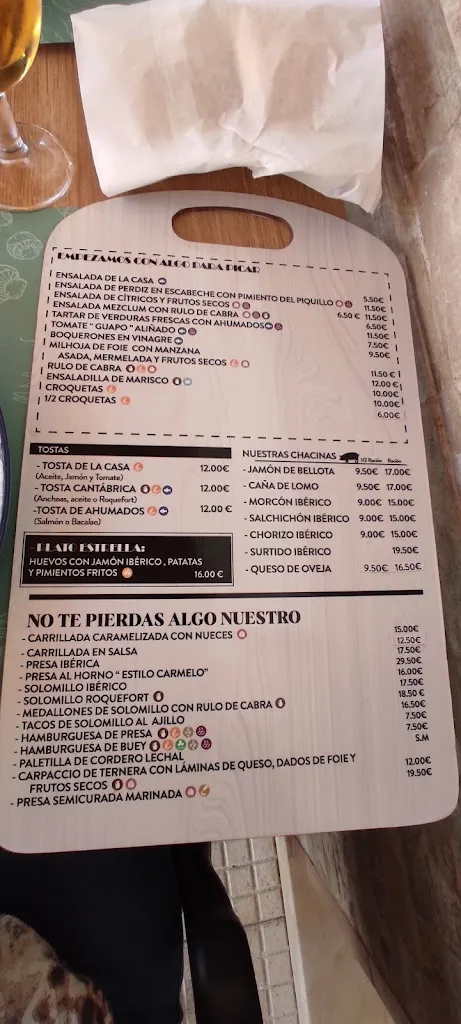 EMPEZAMOS CON ALGO PARA PICAR
ENSALADA DE LA CASA 5.50€
ENSALADA DE PERDIZ EN ESCABECHE CON PIMIENTO DEL PIQUILLO 11.50€
ENSALADA DE CÍTRICOS Y FRUTOS SECOS 6.50€ 11.50€
ENSALADA MEZCLUM CON RULO DE CABRA 6.50€
TARTAR DE VERDURAS FRESCAS CON AHUMADOS 11.50€
TOMATE " GUAPO " ALIÑADO 7.50€
BOQUERONES EN VINAGRE 9.50€
MILHOJA DE FOIE CON MANZANA
ASADA, MERMELADA Y FRUTOS SECOS 11.50€
RULO DE CABRA 12.00€
ENSALADILLA DE MARISCO 10.00€
CROQUETAS 10.00€
1/2 CROQUETAS 6.00€
TOSTAS
- TOSTA DE LA CASA 12.00€
(Aceite, Jamón y Tomate)
- TOSTA CANTÁBRICA 12.00€
(Anchoas, aceite o Roquefort)
-TOSTA DE AHUMADOS 12.00 €
(Salmón o Bacalao)
- PLATO ESTRELLA:
HUEVOS CON JAMÓN IBÉRICO , PATATAS
Y PIMIENTOS FRITOS 16.00 €
NUESTRAS CHACINAS 1/2 Ración Ración
- JAMÓN DE BELLOTA 9.50€ 17.00€
- CAÑA DE LOMO 9.50€ 17.00€
- MORCÓN IBÉRICO 9.00€ 15.00€
- SALCHICHÓN IBÉRICO 9.00€ 15.00€
- CHORIZO IBÉRICO 9.00€ 15.00€
- SURTIDO IBÉRICO 19.50€
- QUESO DE OVEJA 9.50€ 16.50€
NO TE PIERDAS ALGO NUESTRO
- CARRILLADA CARAMELIZADA CON NUECES 15.00€
- CARRILLADA EN SALSA 12.50€
- PRESA IBÉRICA 17.50€
- PRESA AL HORNO " ESTILO CARMELO" 29.50€
- SOLOMILLO IBÉRICO 16.00€
- SOLOMILLO ROQUEFORT 17.50€
- MEDALLONES DE SOLOMILLO CON RULO DE CABRA 18.50 €
- TACOS DE SOLOMILLO AL AJILLO 16.50€
- HAMBURGUESA DE PRESA 7.50€
- HAMBURGUESA DE BUEY 7.50€
- PALETILLA DE CORDERO LECHAL S.M
- CARPACCIO DE TERNERA CON LÁMINAS DE QUESO, DADOS DE FOIE Y
FRUTOS SECOS 12.00€
- PRESA SEMICURADA MARINADA 19.50€